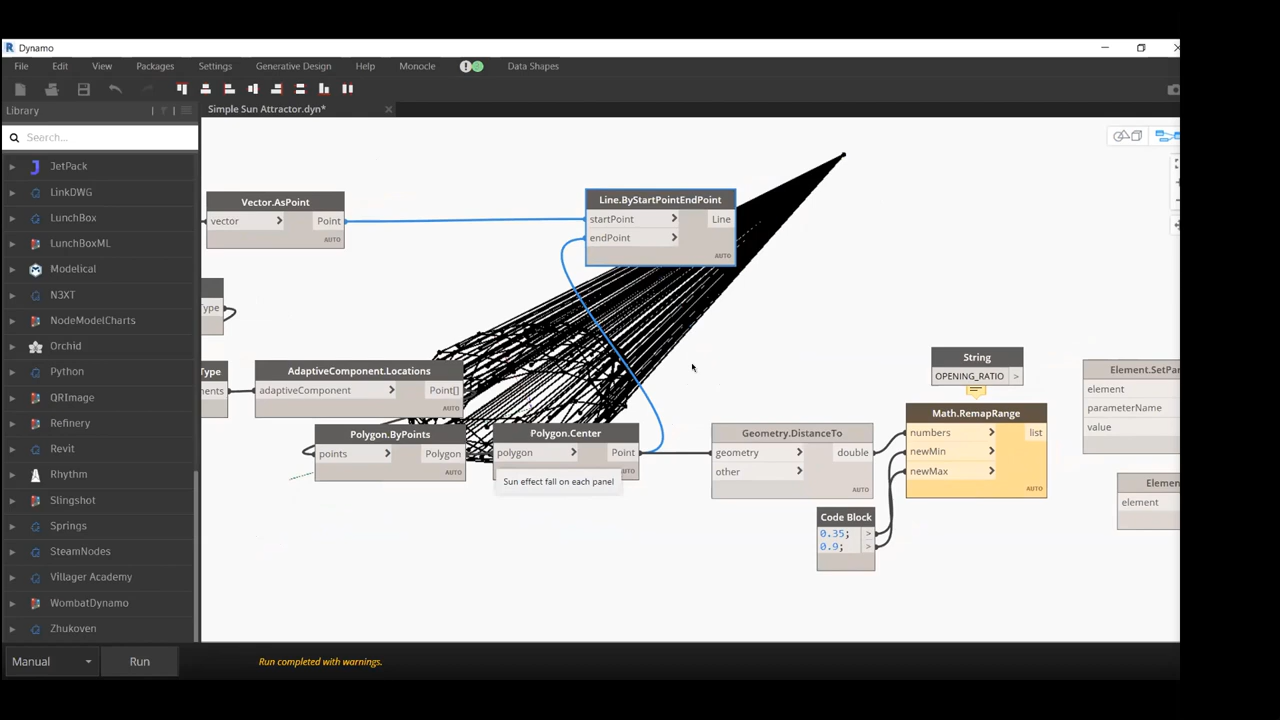 Dynamo
File Edit View Packages Settings Generative Design Help Monocle Data Shapes
Library
Simple Sun Attractor.dyn*
Search...
JetPack
LinkDWG
LunchBox
LunchBoxML
Modelical
N3XT
NodeModelCharts
Orchid
Python
QRImage
Refinery
Revit
Rhythm
Slingshot
Springs
SteamNodes
Villager Academy
WombatDynamo
Zhukoven
Manual
Run
Run completed with warnings.
Vector.AsPoint
vector > Point
AUTO
Line.ByStartPointEndPoint
startPoint > Line
endPoint >
AUTO
Type
Type
AdaptiveComponent.Locations
adaptiveComponent > Point[]
AUTO
Polygon.ByPoints
points > Polygon
AUTO
Polygon.Center
polygon > Point
AUTO
Sun effect fall on each panel
Geometry.DistanceTo
geometry > double
other >
AUTO
String
OPENING_RATIO >
Math.RemapRange
numbers > list
newMin >
newMax >
AUTO
Code Block
0.35; >
0.9; >
element
parameterName
value
element